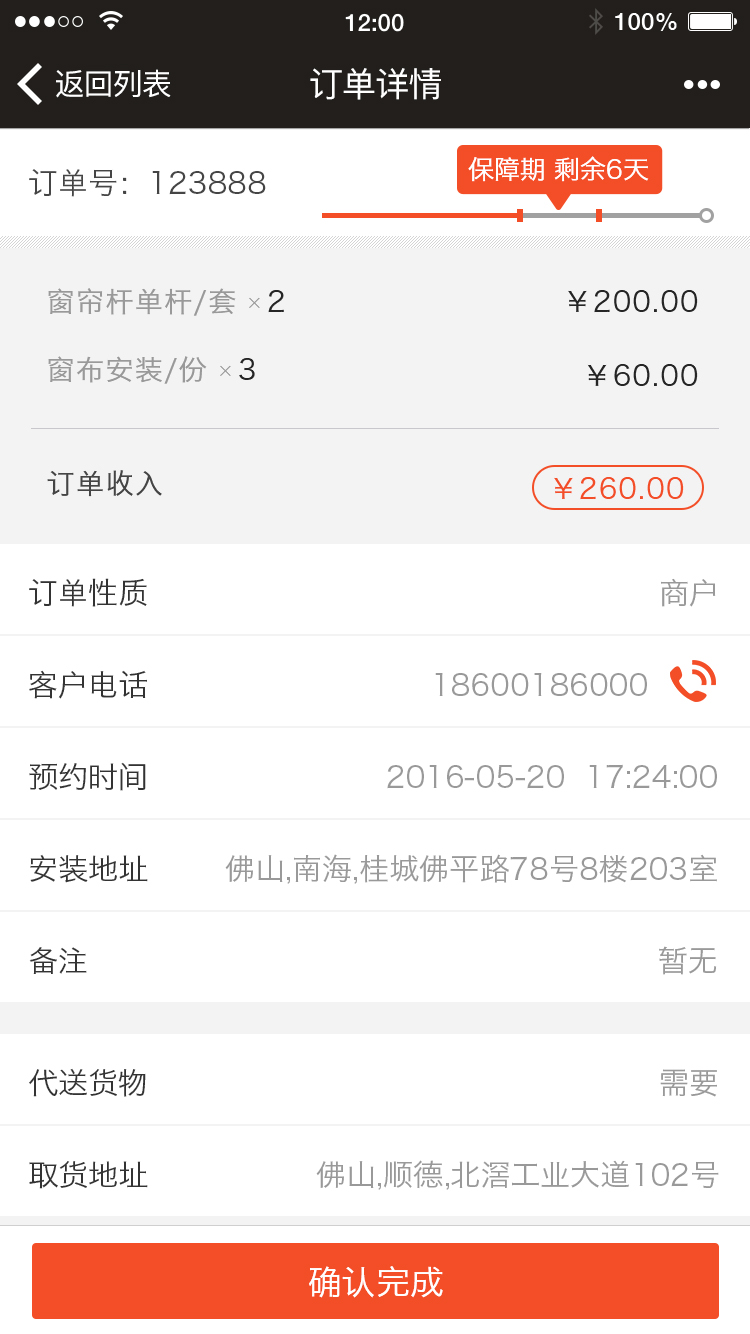 12:00
100%
返回列表
订单详情
保障期 剩余6天
订单号：123888
窗帘杆单杆/套 ×2
￥200.00
窗布安装/份 ×3
￥60.00
订单收入
￥260.00
订单性质
商户
客户电话
18600186000
预约时间
2016-05-20 17:24:00
安装地址
佛山,南海,桂城佛平路78号8楼203室
备注
暂无
代送货物
需要
取货地址
佛山,顺德,北滘工业大道102号
确认完成